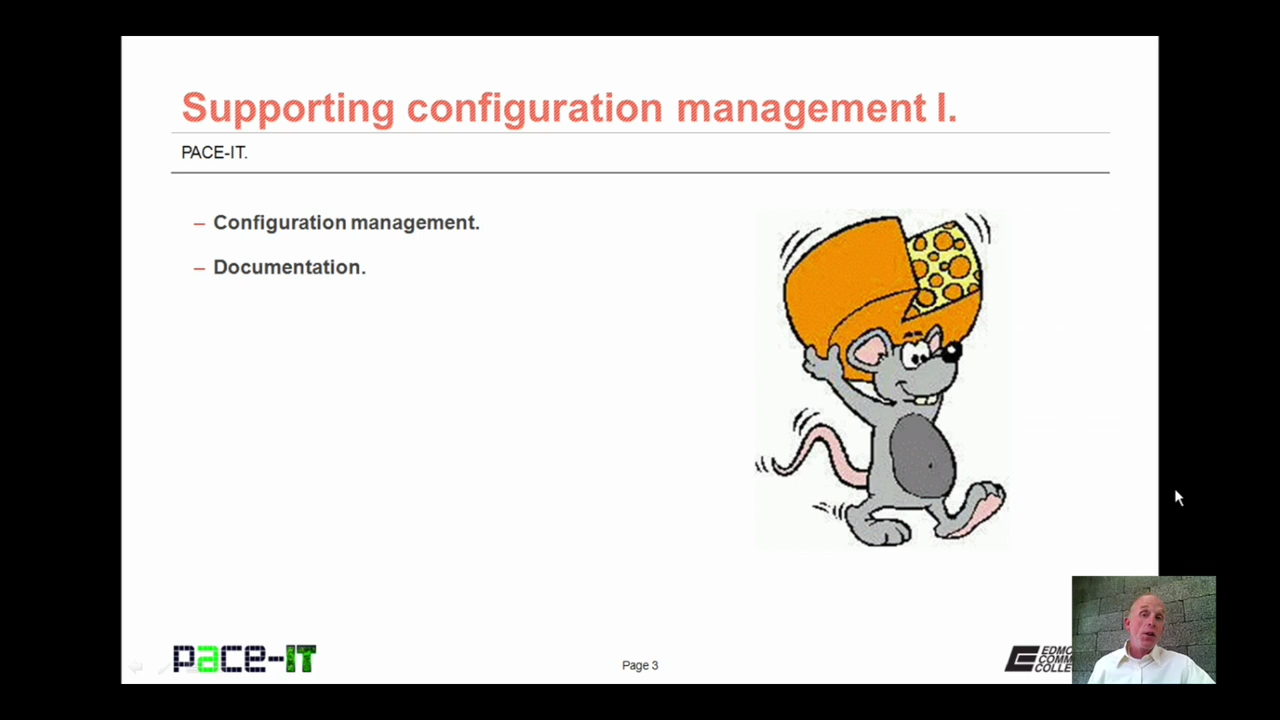 Supporting configuration management I.
PACE-IT.
– Configuration management.
– Documentation.
pace-IT
Page 3